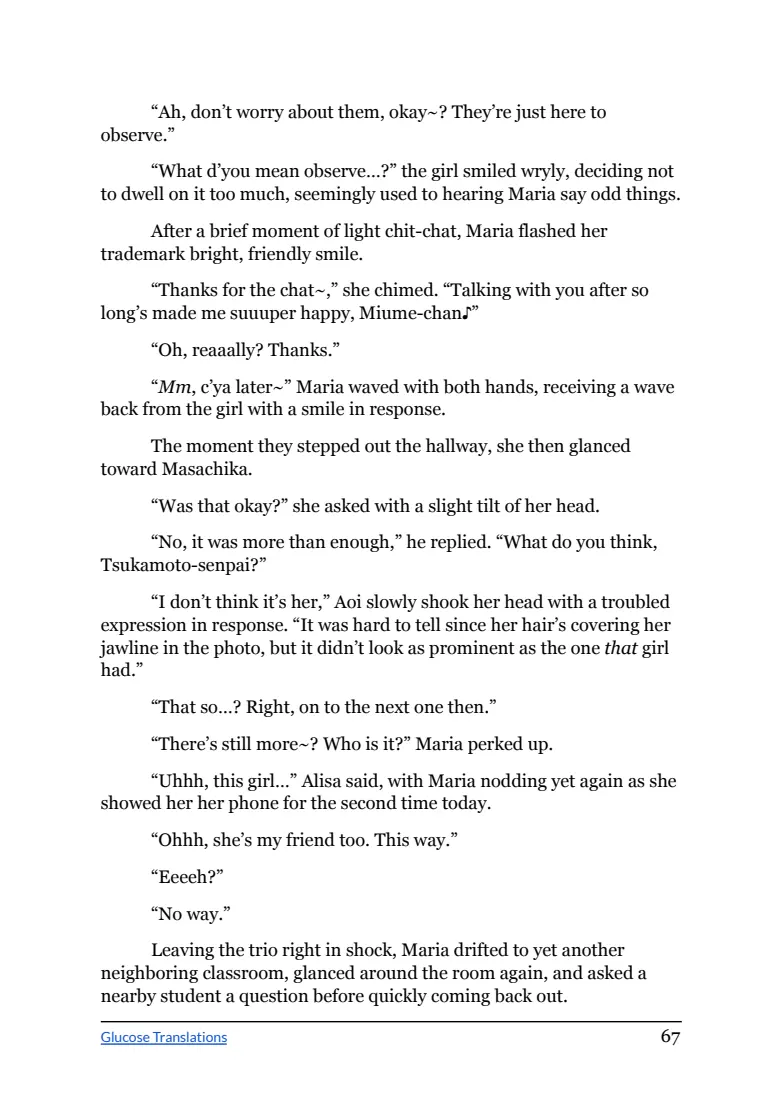 “Ah, don’t worry about them, okay~? They’re just here to
observe.”
“What d’you mean observe...?” the girl smiled wryly, deciding not
to dwell on it too much, seemingly used to hearing Maria say odd things.
After a brief moment of light chit-chat, Maria flashed her
trademark bright, friendly smile.
“Thanks for the chat~,” she chimed. “Talking with you after so
long’s made me suuuper happy, Miume-chan♪”
“Oh, reaaally? Thanks.”
“Mm, c’ya later~” Maria waved with both hands, receiving a wave
back from the girl with a smile in response.
The moment they stepped out the hallway, she then glanced
toward Masachika.
“Was that okay?” she asked with a slight tilt of her head.
“No, it was more than enough,” he replied. “What do you think,
Tsukamoto-senpai?”
“I don’t think it’s her,” Aoi slowly shook her head with a troubled
expression in response. “It was hard to tell since her hair’s covering her
jawline in the photo, but it didn’t look as prominent as the one that girl
had.”
“That so...? Right, on to the next one then.”
“There’s still more~? Who is it?” Maria perked up.
“Uhhh, this girl...” Alisa said, with Maria nodding yet again as she
showed her her phone for the second time today.
“Ohhh, she’s my friend too. This way.”
“Eeeeh?”
“No way.”
Leaving the trio right in shock, Maria drifted to yet another
neighboring classroom, glanced around the room again, and asked a
nearby student a question before quickly coming back out.
Glucose Translations 67